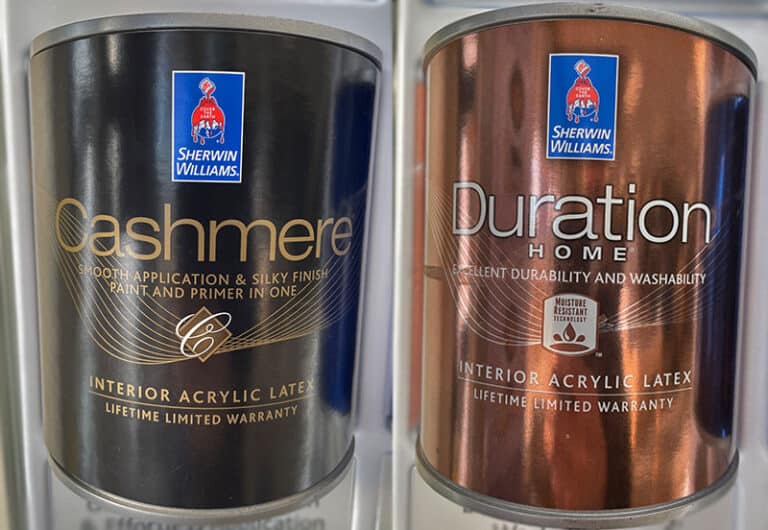 COVER
THE
EARTH
SHERWIN
WILLIAMS.
Cashmere
SMOOTH APPLICATION & SILKY FINISH
PAINT AND PRIMER IN ONE
C
INTERIOR ACRYLIC LATEX
LIFETIME LIMITED WARRANTY
COVER
THE
EARTH
SHERWIN
WILLIAMS.
Duration
HOME®
EXCELLENT DURABILITY AND WASHABILITY
MOISTURE
RESISTANT
TECHNOLOGY
™
INTERIOR ACRYLIC LATEX
LIFETIME LIMITED WARRANTY